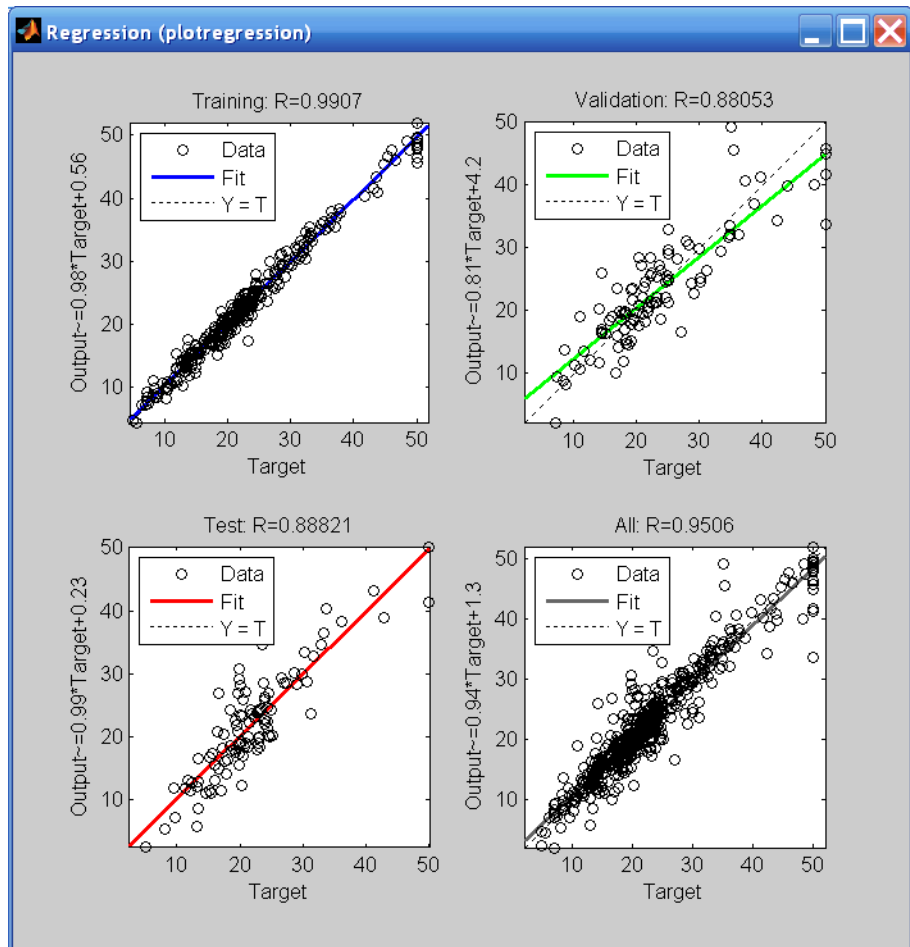 Regression (plotregression)
Training: R=0.9907
Output~=0.98*Target+0.56
50
40
30
20
10
Data
Fit
Y = T
10
20
30
40
50
Target
Validation: R=0.88053
Output~=0.81*Target+4.2
50
40
30
20
10
Data
Fit
Y = T
10
20
30
40
50
Target
Test: R=0.88821
Output~=0.99*Target+0.23
50
40
30
20
10
Data
Fit
Y = T
10
20
30
40
50
Target
All: R=0.9506
Output~=0.94*Target+1.3
50
40
30
20
10
Data
Fit
Y = T
10
20
30
40
50
Target